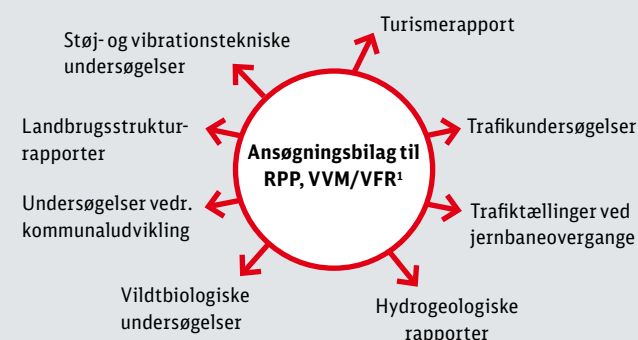 Turismerapport
Støj- og vibrationstekniske
undersøgelser
Landbrugsstruktur-
rapporter
Trafikundersøgelser
Ansøgningsbilag til
RPP, VVM/VFR¹
Undersøgelser vedr.
kommunaludvikling
Trafiktællinger ved
jernbaneovergange
Vildtbiologiske
undersøgelser
Hydrogeologiske
rapporter